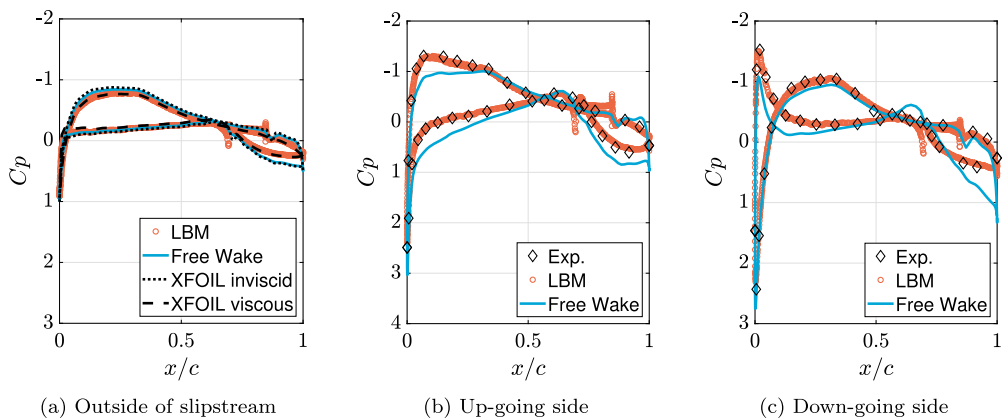 -2
-1
0
1
2
3
Cp
0
0.5
1
x/c
LBM
Free Wake
XFOIL inviscid
XFOIL viscous
(a) Outside of slipstream
-2
-1
0
1
2
3
4
Cp
0
0.5
1
x/c
Exp.
LBM
Free Wake
(b) Up-going side
-2
-1
0
1
2
3
Cp
0
0.5
1
x/c
Exp.
LBM
Free Wake
(c) Down-going side